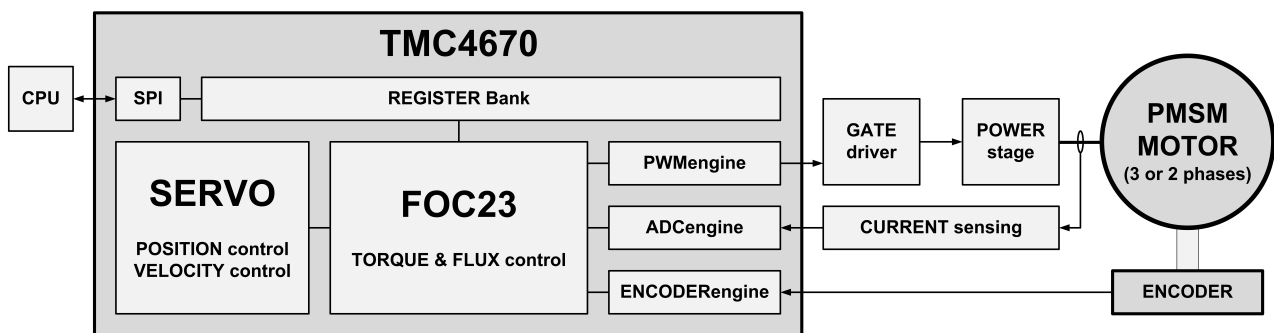 TMC4670
CPU
SPI
REGISTER Bank
SERVO
POSITION control
VELOCITY control
FOC23
TORQUE & FLUX control
PWMengine
ADCengine
ENCODERengine
GATE
driver
POWER
stage
CURRENT sensing
PMSM
MOTOR
(3 or 2 phases)
ENCODER